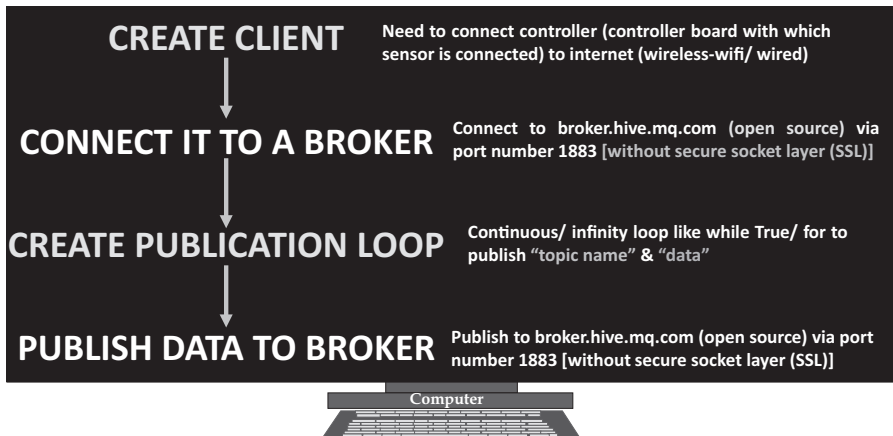 CREATE CLIENT
Need to connect controller (controller board with which
sensor is connected) to internet (wireless-wifi/ wired)
CONNECT IT TO A BROKER
Connect to broker.hive.mq.com (open source) via
port number 1883 [without secure socket layer (SSL)]
CREATE PUBLICATION LOOP
Continuous/ infinity loop like while True/ for to
publish “topic name” & “data”
PUBLISH DATA TO BROKER
Publish to broker.hive.mq.com (open source) via port
number 1883 [without secure socket layer (SSL)]
Computer